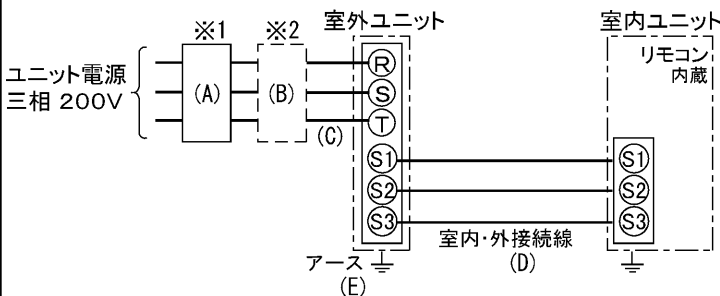 ※1
※2
室外ユニット
室内ユニット
ユニット電源
三相 200V
(A)
(B)
(C)
R
S
T
S1
S2
S3
リモコン
内蔵
S1
S2
S3
室内・外接続線
(D)
アース
(E)